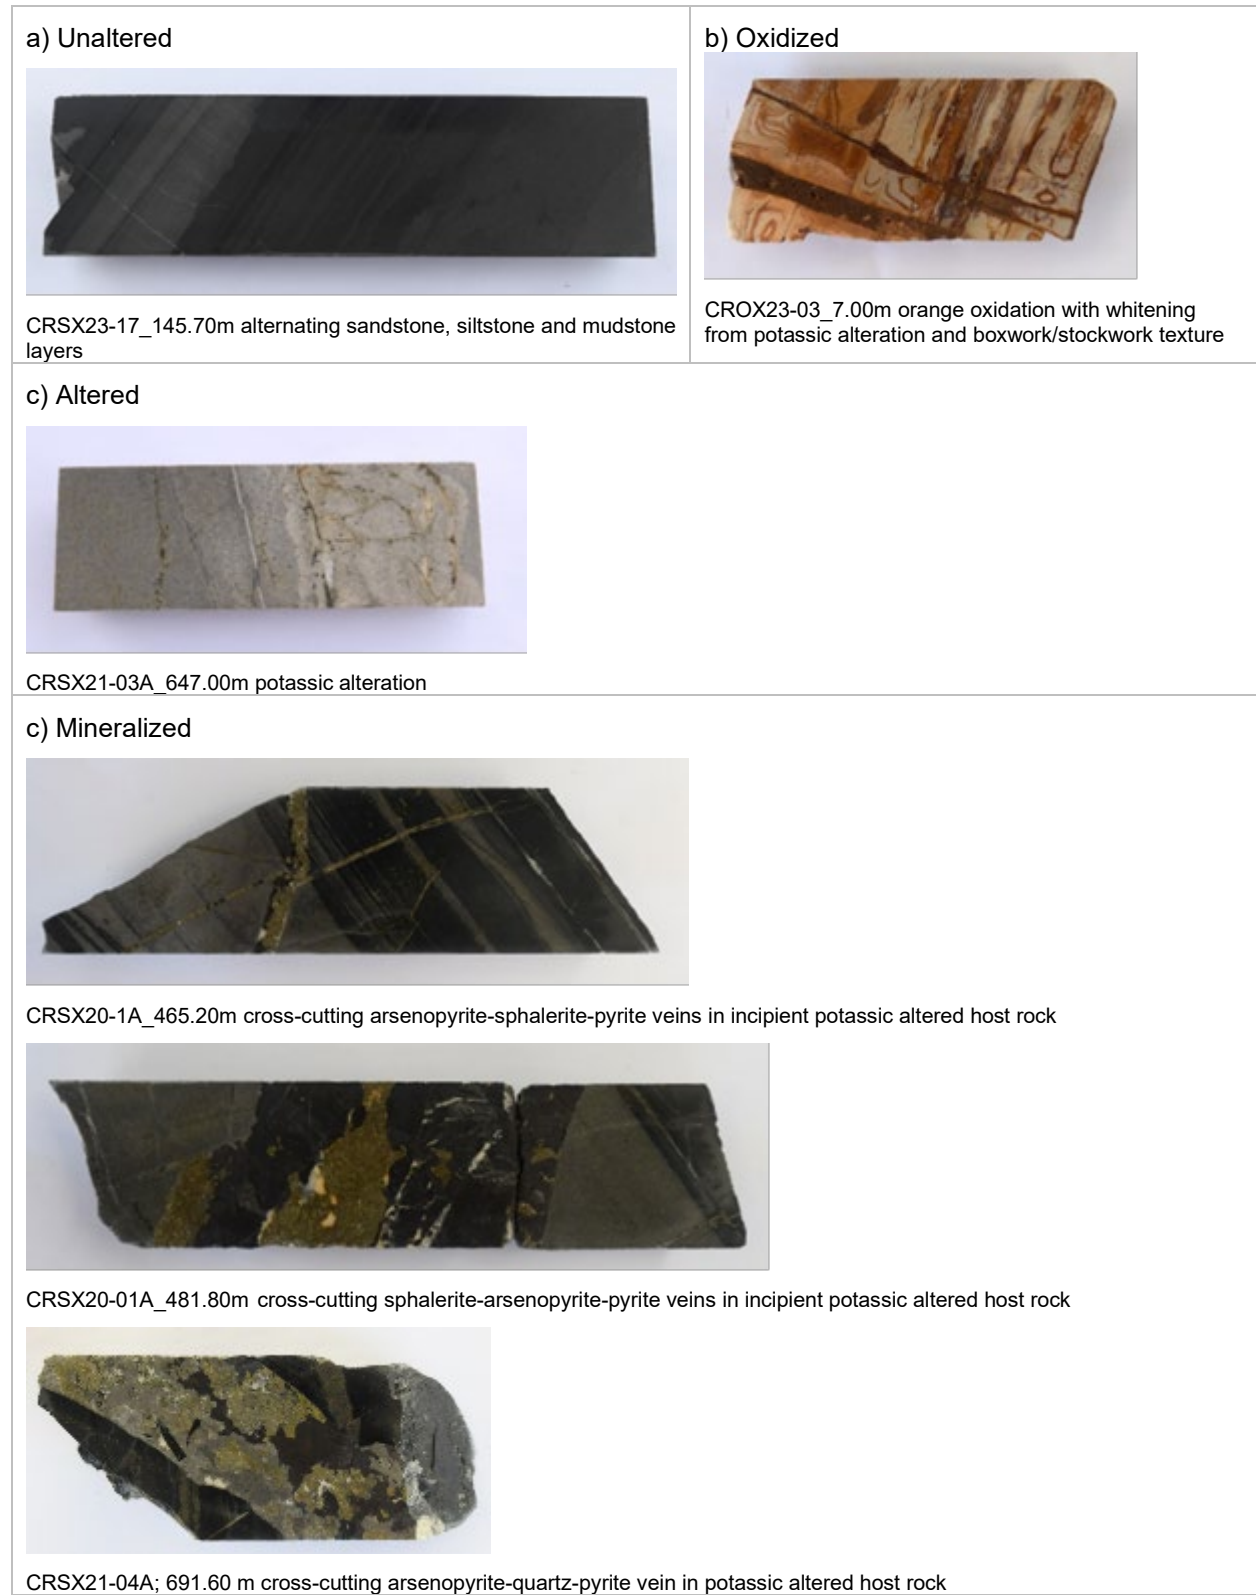 a) Unaltered
CRSX23-17_145.70m alternating sandstone, siltstone and mudstone
layers
b) Oxidized
CROX23-03_7.00m orange oxidation with whitening
from potassic alteration and boxwork/stockwork texture
c) Altered
CRSX21-03A_647.00m potassic alteration
c) Mineralized
CRSX20-1A_465.20m cross-cutting arsenopyrite-sphalerite-pyrite veins in incipient potassic altered host rock
CRSX20-01A_481.80m cross-cutting sphalerite-arsenopyrite-pyrite veins in incipient potassic altered host rock
CRSX21-04A; 691.60 m cross-cutting arsenopyrite-quartz-pyrite vein in potassic altered host rock